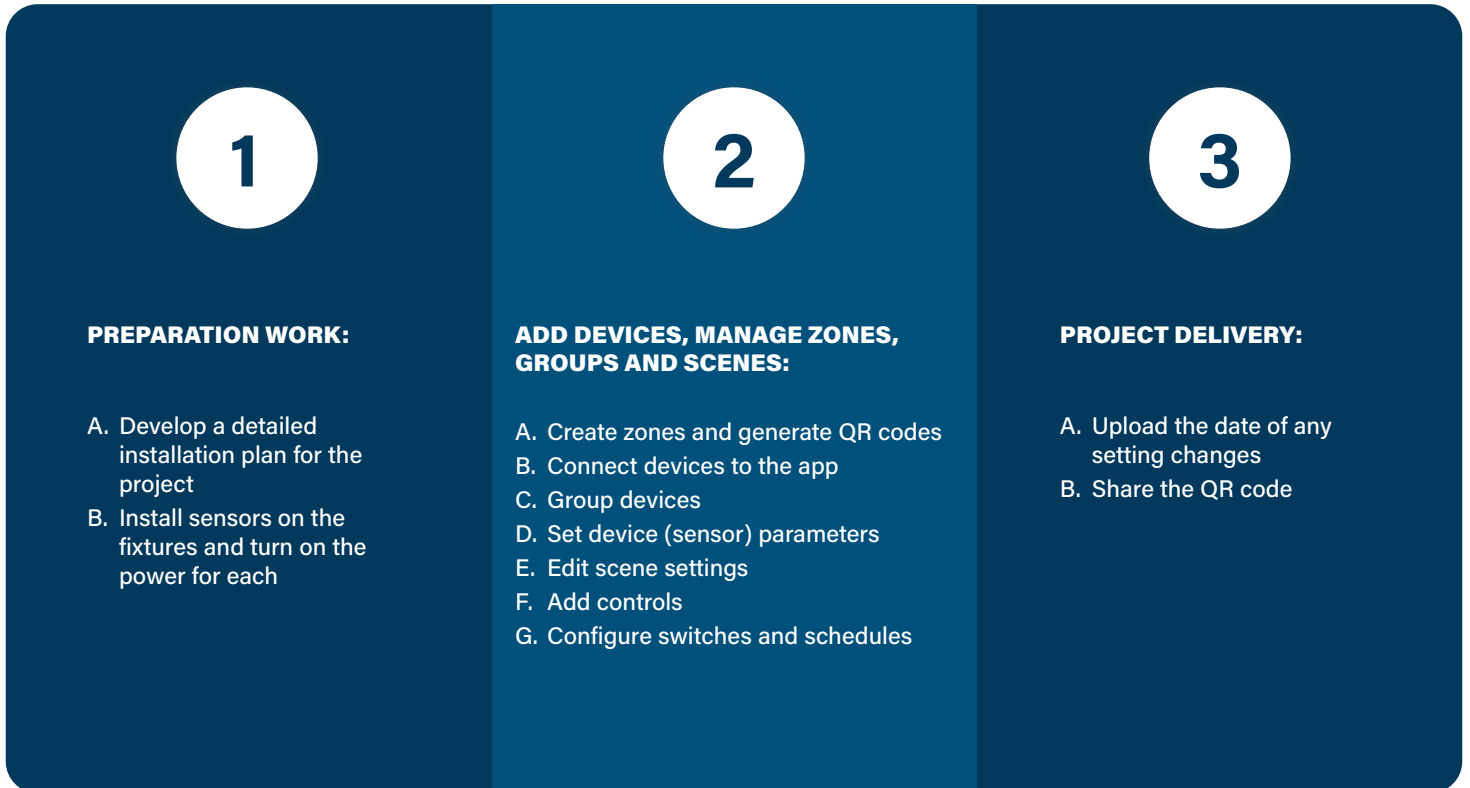 1
PREPARATION WORK:
A. Develop a detailed
installation plan for the
project
B. Install sensors on the
fixtures and turn on the
power for each
2
ADD DEVICES, MANAGE ZONES,
GROUPS AND SCENES:
A. Create zones and generate QR codes
B. Connect devices to the app
C. Group devices
D. Set device (sensor) parameters
E. Edit scene settings
F. Add controls
G. Configure switches and schedules
3
PROJECT DELIVERY:
A. Upload the date of any
setting changes
B. Share the QR code